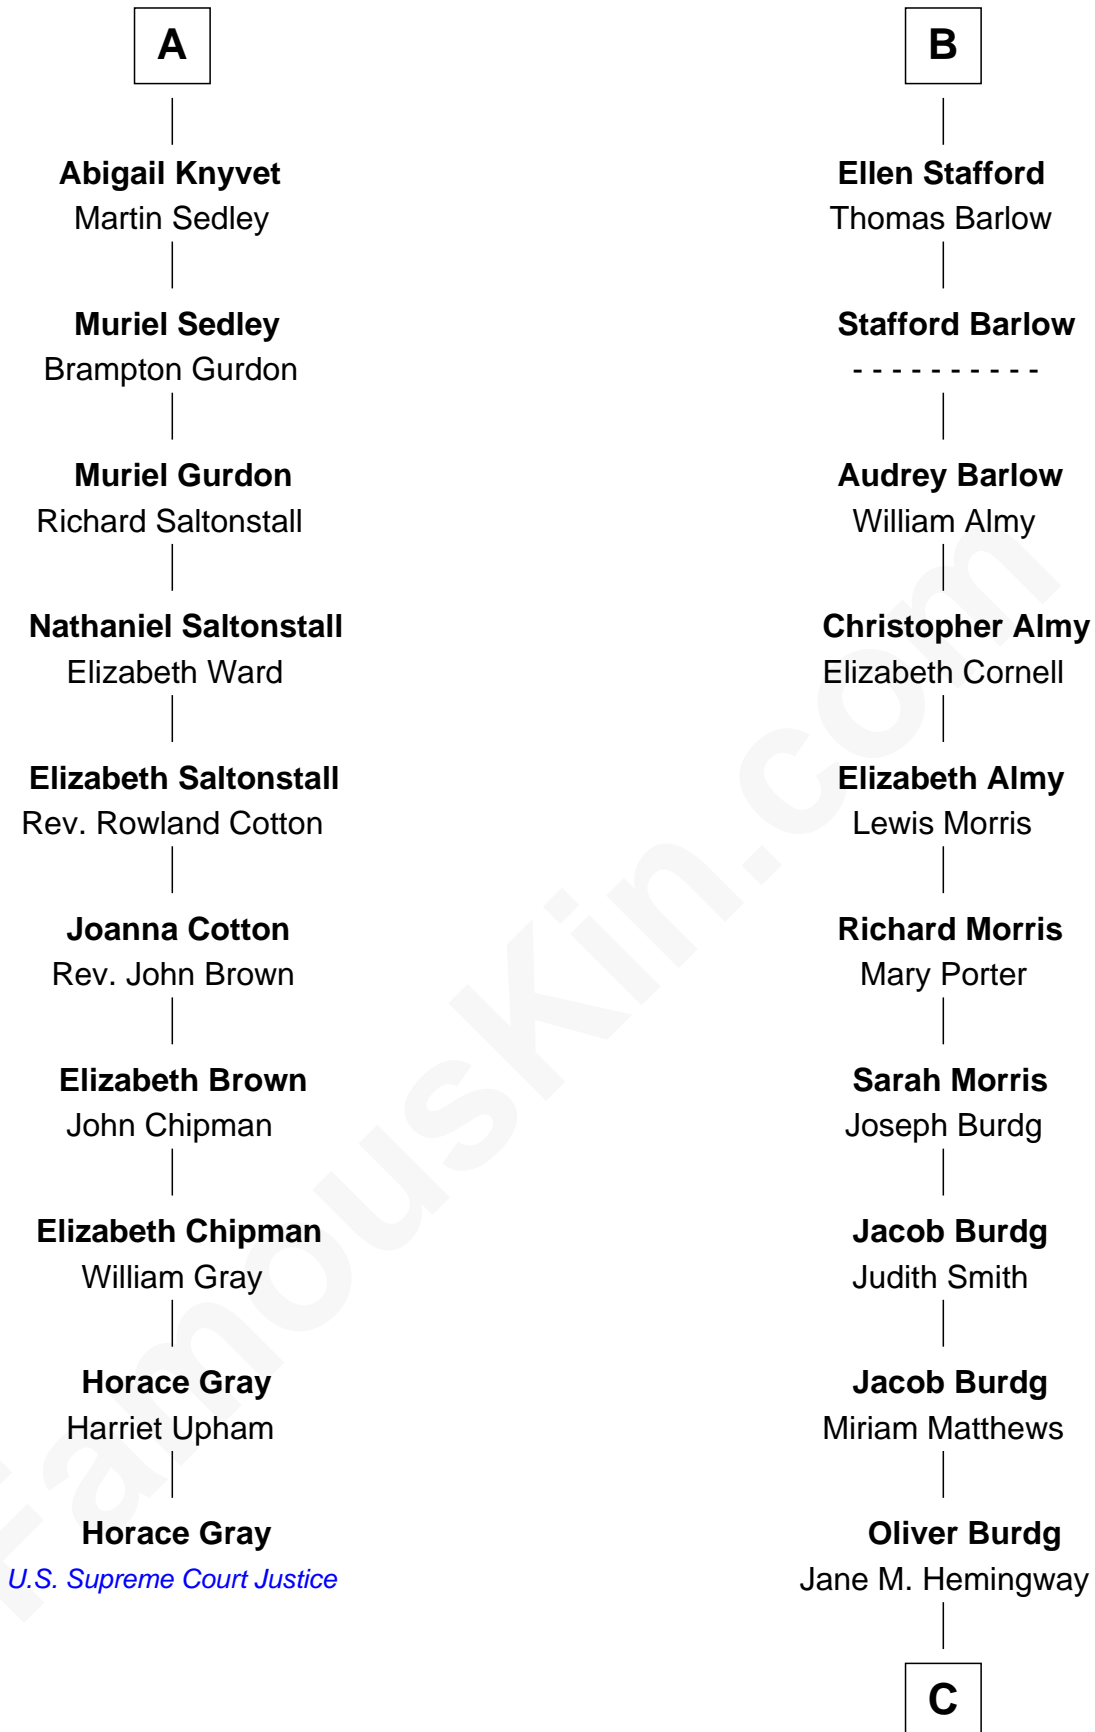 A
Abigail Knyvet
Martin Sedley
Muriel Sedley
Brampton Gurdon
Muriel Gurdon
Richard Saltonstall
Nathaniel Saltonstall
Elizabeth Ward
Elizabeth Saltonstall
Rev. Rowland Cotton
Joanna Cotton
Rev. John Brown
Elizabeth Brown
John Chipman
Elizabeth Chipman
William Gray
Horace Gray
Harriet Upham
Horace Gray
U.S. Supreme Court Justice
B
Ellen Stafford
Thomas Barlow
Stafford Barlow
- - - - - - - - - -
Audrey Barlow
William Almy
Christopher Almy
Elizabeth Cornell
Elizabeth Almy
Lewis Morris
Richard Morris
Mary Porter
Sarah Morris
Joseph Burdg
Jacob Burdg
Judith Smith
Jacob Burdg
Miriam Matthews
Oliver Burdg
Jane M. Hemingway
C
FamousKin.com